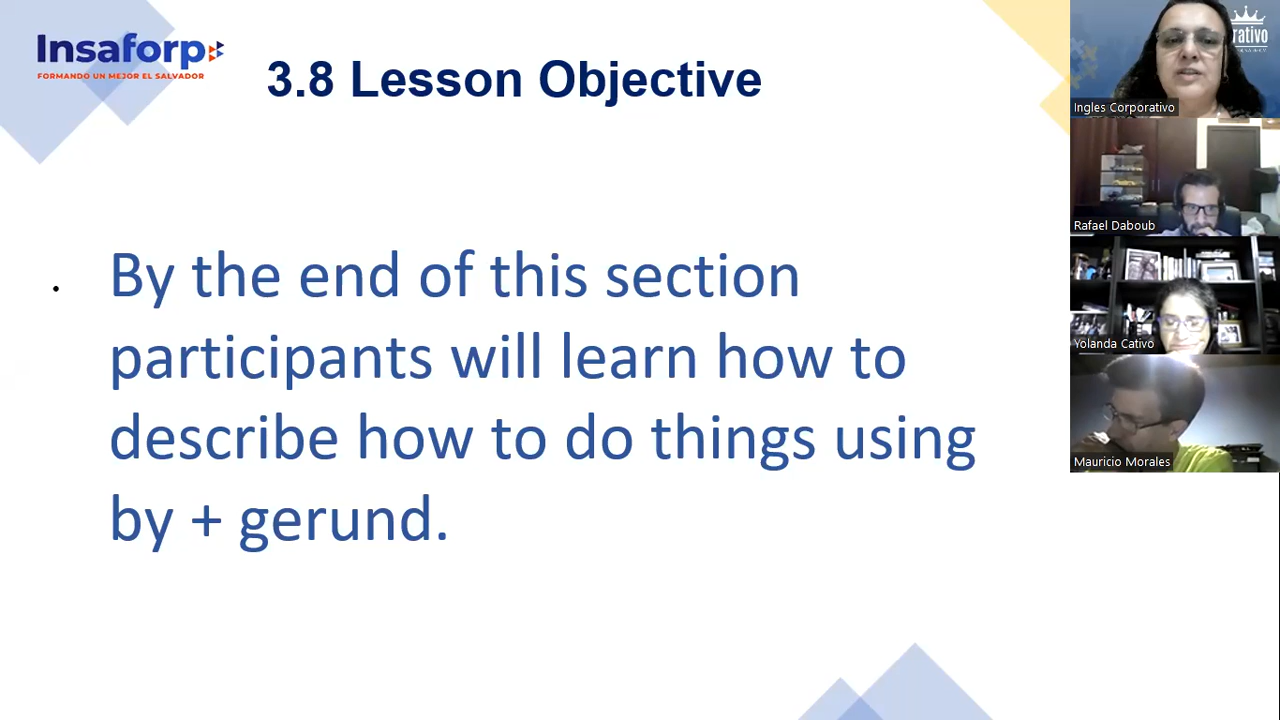 Insaforp
FORMANDO UN MEJOR EL SALVADOR
3.8 Lesson Objective
By the end of this section
participants will learn how to
describe how to do things using
by + gerund.
rativo
Ingles Corporativo
Rafael Daboub
Yolanda Cativo
Mauricio Morales